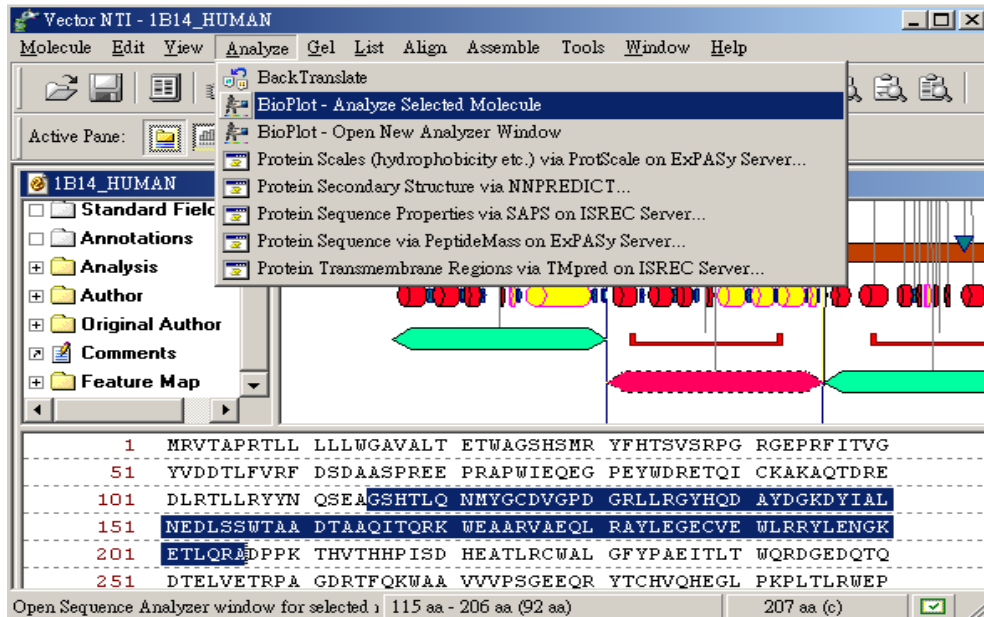 Vector NTI - 1B14_HUMAN
Molecule Edit View Analyze Gel List Align Assemble Tools Window Help
BackTranslate
BioPlot - Analyze Selected Molecule
BioPlot - Open New Analyzer Window
Protein Scales (hydrophobicity etc.) via ProtScale on ExPASy Server...
Protein Secondary Structure via NNPREDICT...
Protein Sequence Properties via SAPS on ISREC Server...
Protein Sequence via PeptideMass on ExPASy Server...
Protein Transmembrane Regions via TMpred on ISREC Server...
Active Pane:
1B14_HUMAN
Standard Field
Annotations
Analysis
Author
Original Author
Comments
Feature Map
1 MRVTAPRTLL LLLWGAVALT ETWAGSHSMR YFHTSVSRPG RGEPRFITVG
51 YVDDTLFVRF DSDAASPREE PRAPWIEQEG PEYWDRETQI CKAKAQTDRE
101 DLRTLLRYYN QSEAGSHTLQ NMYGCDVGPD GRLLRGYHQD AYDGKDYIAL
151 NEDLSSWTAA DTAAQITQRK WEAARVAEQL RAYLEGECVE WLRRYLENGK
201 ETLQRADPPK THVTHHPISD HEATLRCWAL GFYPAEITLT WQRDGEDQTQ
251 DTELVETRPA GDRTFQKWAA VVVPSGEEQR YTCHVQHEGL PKPLTLRWEP
Open Sequence Analyzer window for selected 115 aa - 206 aa (92 aa) 207 aa (c)